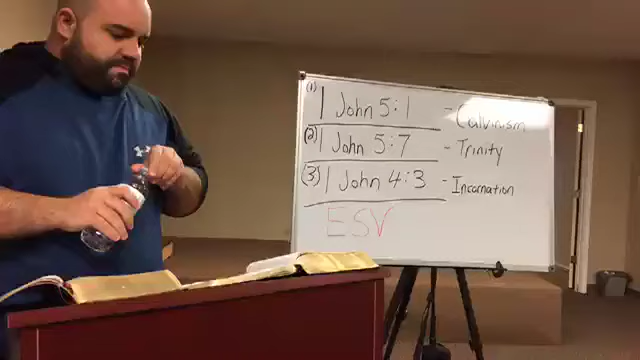 (1) 1 John 5:1 - Calvinism
(2) 1 John 5:7 - Trinity
(3) 1 John 4:3 - Incarnation
ESV